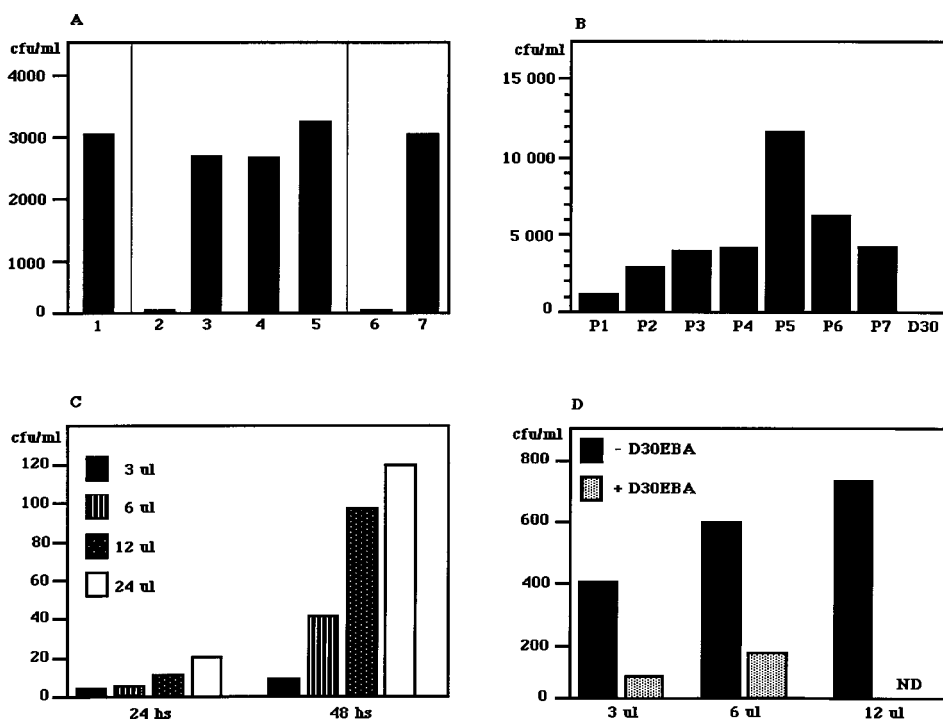 A
cfu/ml
4000
3000
2000
1000
0
1 2 3 4 5 6 7
B
cfu/ml
15 000
10 000
5 000
0
P1 P2 P3 P4 P5 P6 P7 D30
C
cfu/ml
120
100
80
60
40
20
0
3 ul
6 ul
12 ul
24 ul
24 hs 48 hs
D
cfu/ml
800
600
400
200
0
- D30EBA
+ D30EBA
ND
3 ul 6 ul 12 ul